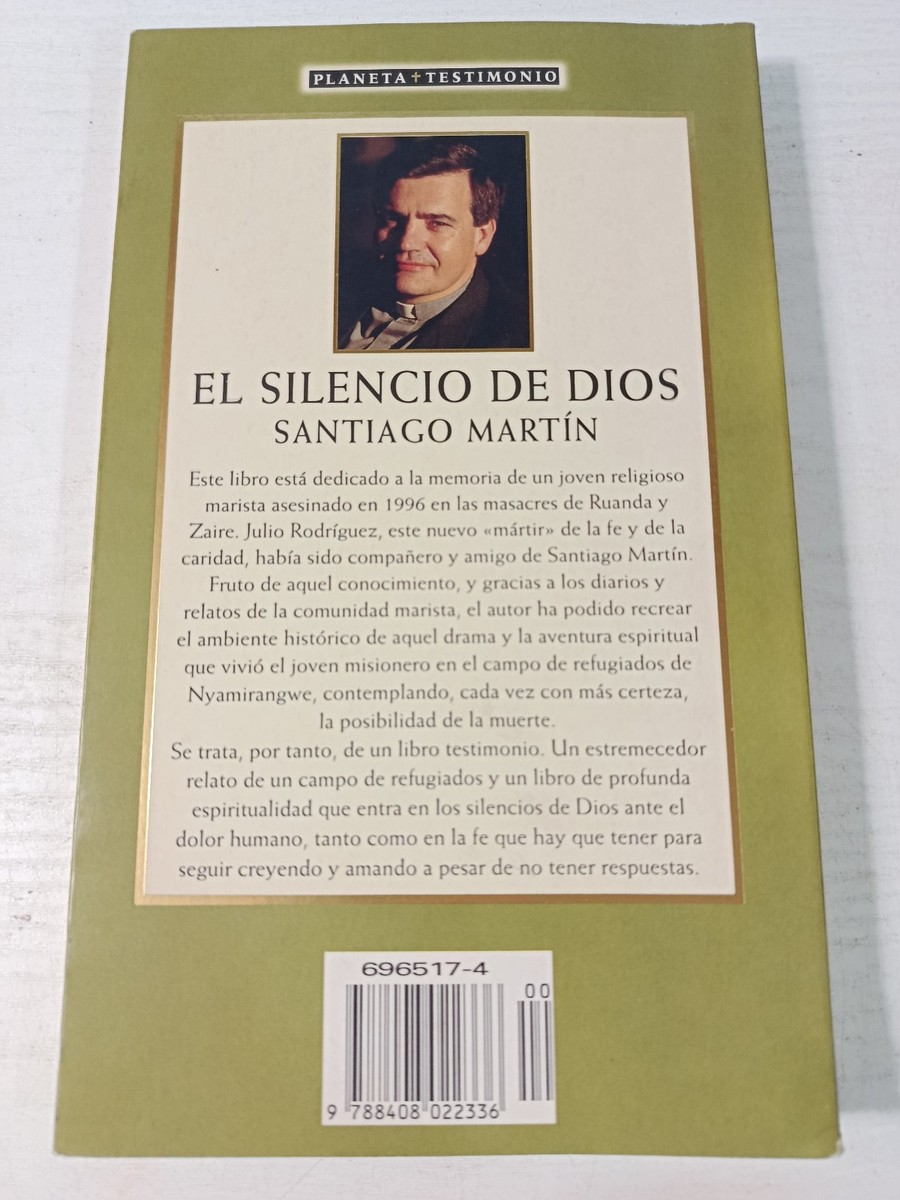 PLANETA✝TESTIMONIO
EL SILENCIO DE DIOS
SANTIAGO MARTÍN
Este libro está dedicado a la memoria de un joven religioso
marista asesinado en 1996 en las masacres de Ruanda y
Zaire. Julio Rodríguez, este nuevo «mártir» de la fe y de la
caridad, había sido compañero y amigo de Santiago Martín.
Fruto de aquel conocimiento, y gracias a los diarios y
relatos de la comunidad marista, el autor ha podido recrear
el ambiente histórico de aquel drama y la aventura espiritual
que vivió el joven misionero en el campo de refugiados de
Nyamirangwe, contemplando, cada vez con más certeza,
la posibilidad de la muerte.
Se trata, por tanto, de un libro testimonio. Un estremecedor
relato de un campo de refugiados y un libro de profunda
espiritualidad que entra en los silencios de Dios ante el
dolor humano, tanto como en la fe que hay que tener para
seguir creyendo y amando a pesar de no tener respuestas.
696517-4
00
9 788408 022336